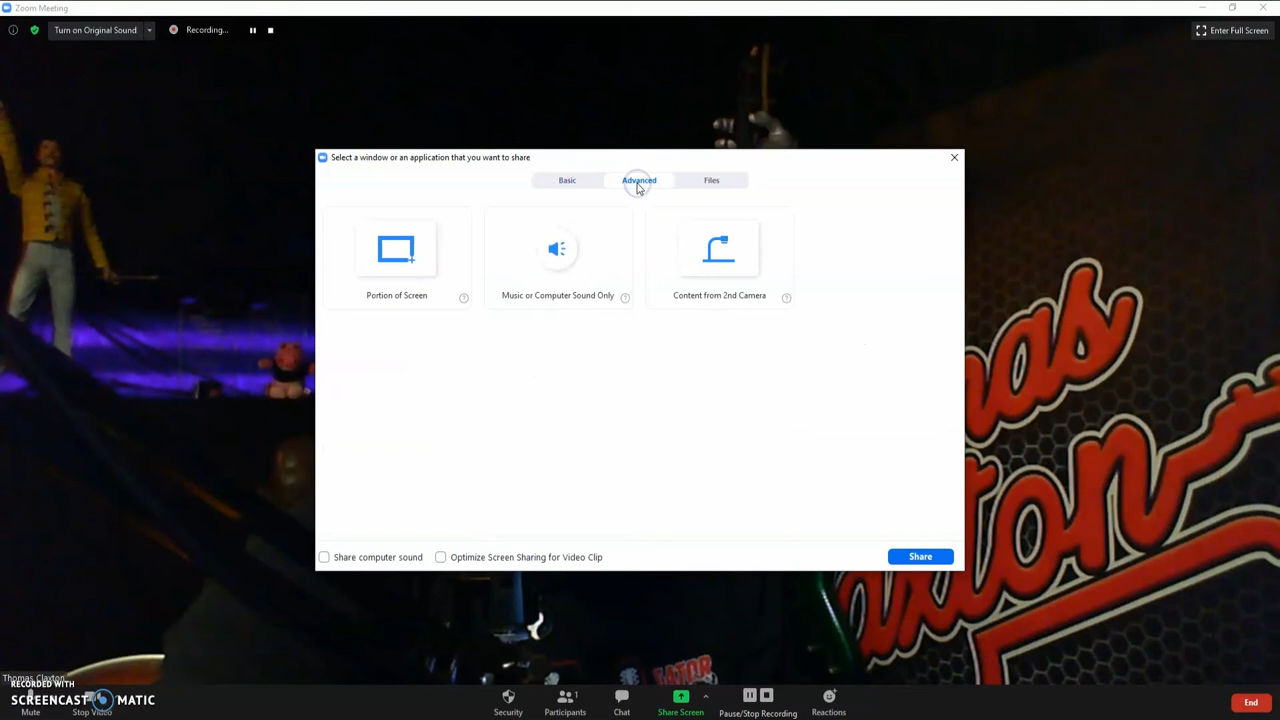 Zoom Meeting
Turn on Original Sound
Recording...
Enter Full Screen
Select a window or an application that you want to share
Basic
Advanced
Files
Portion of Screen
Music or Computer Sound Only
Content from 2nd Camera
Share computer sound
Optimize Screen Sharing for Video Clip
Share
Thomas Claxton
RECORDED WITH
SCREENCAST MATIC
Mute
Stop Video
Security
Participants
1
Chat
Share Screen
Pause/Stop Recording
Reactions
End